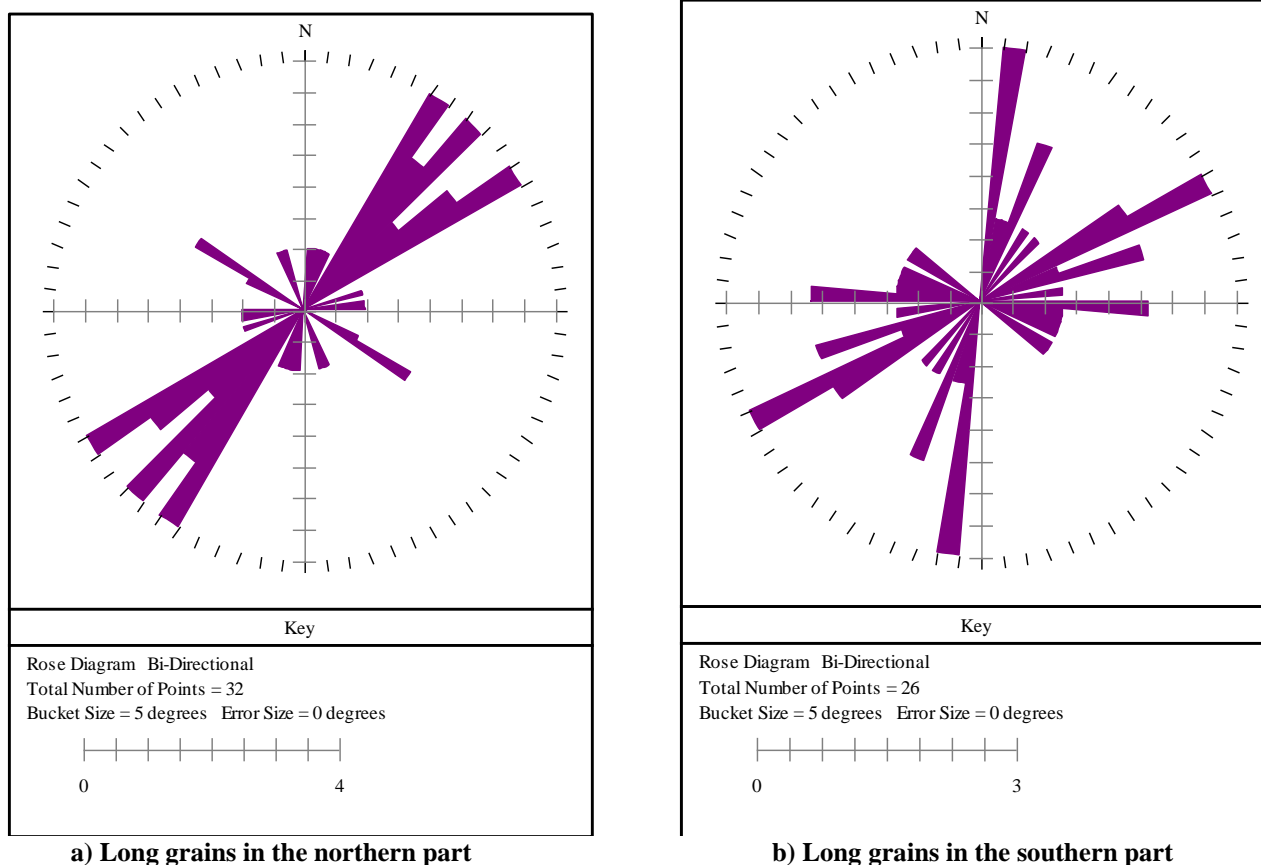 N
Key
Rose Diagram Bi-Directional
Total Number of Points = 32
Bucket Size = 5 degrees Error Size = 0 degrees
0 4
a) Long grains in the northern part
N
Key
Rose Diagram Bi-Directional
Total Number of Points = 26
Bucket Size = 5 degrees Error Size = 0 degrees
0 3
b) Long grains in the southern part